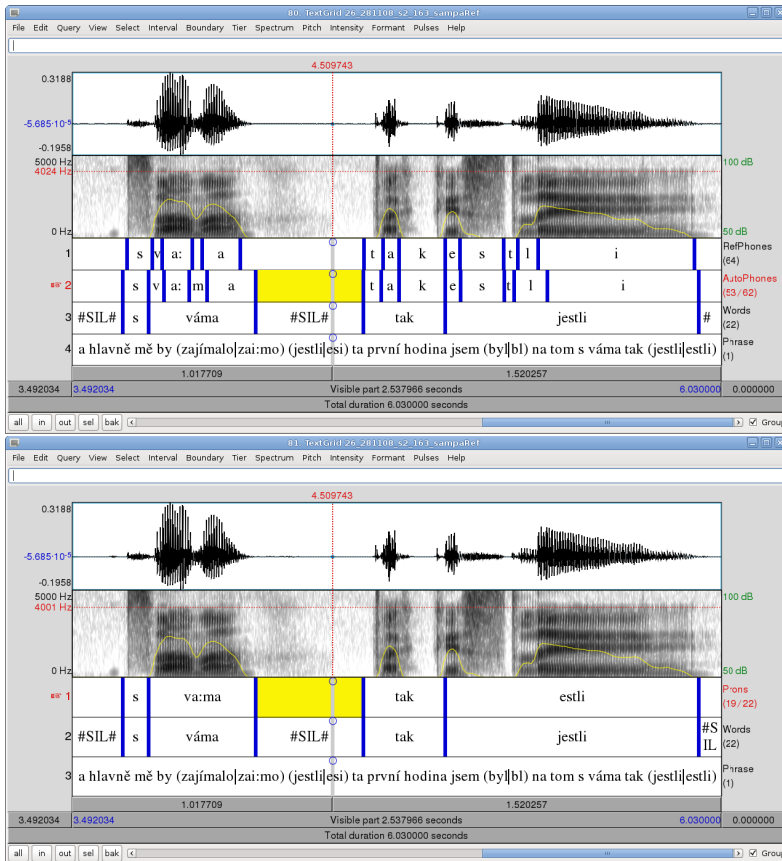 80. TextGrid 26_281108_s2_163_sampaRef
File Edit Query View Select Interval Boundary Tier Spectrum Pitch Intensity Formant Pulses Help
4.509743
0.3188
-5.685·10⁻⁵
-0.1958
5000 Hz 100 dB
4024 Hz
0 Hz 50 dB
1 s v a: a t a k e s t l i RefPhones (64)
2 s v a: m a t a k e s t l i AutoPhones (53/62)
3 #SIL# s váma #SIL# tak jestli # Words (22)
4 a hlavně mě by (zajímalo|zai:mo) (jestli|esi) ta první hodina jsem (byl|bl) na tom s váma tak (jestli|estli) Phrase (1)
1.017709 1.520257
3.492034 3.492034 Visible part 2.537966 seconds 6.030000 0.000000
Total duration 6.030000 seconds
all in out sel bak Group
81. TextGrid 26_281108_s2_163_sampaRef
File Edit Query View Select Interval Boundary Tier Spectrum Pitch Intensity Formant Pulses Help
4.509743
0.3188
-5.685·10⁻⁵
-0.1958
5000 Hz 100 dB
4001 Hz
0 Hz 50 dB
1 s va:ma tak estli Prons (19/22)
2 #SIL# s váma #SIL# tak jestli #SIL Words (22)
3 a hlavně mě by (zajímalo|zai:mo) (jestli|esi) ta první hodina jsem (byl|bl) na tom s váma tak (jestli|estli) Phrase (1)
1.017709 1.520257
3.492034 3.492034 Visible part 2.537966 seconds 6.030000 0.000000
Total duration 6.030000 seconds
all in out sel bak Group